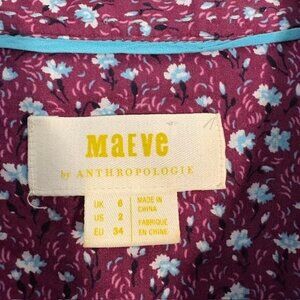 Maeve
by ANTHROPOLOGIE
UK 6
US 2
EU 34
MADE IN
CHINA
FABRIQUÉ
EN CHINE